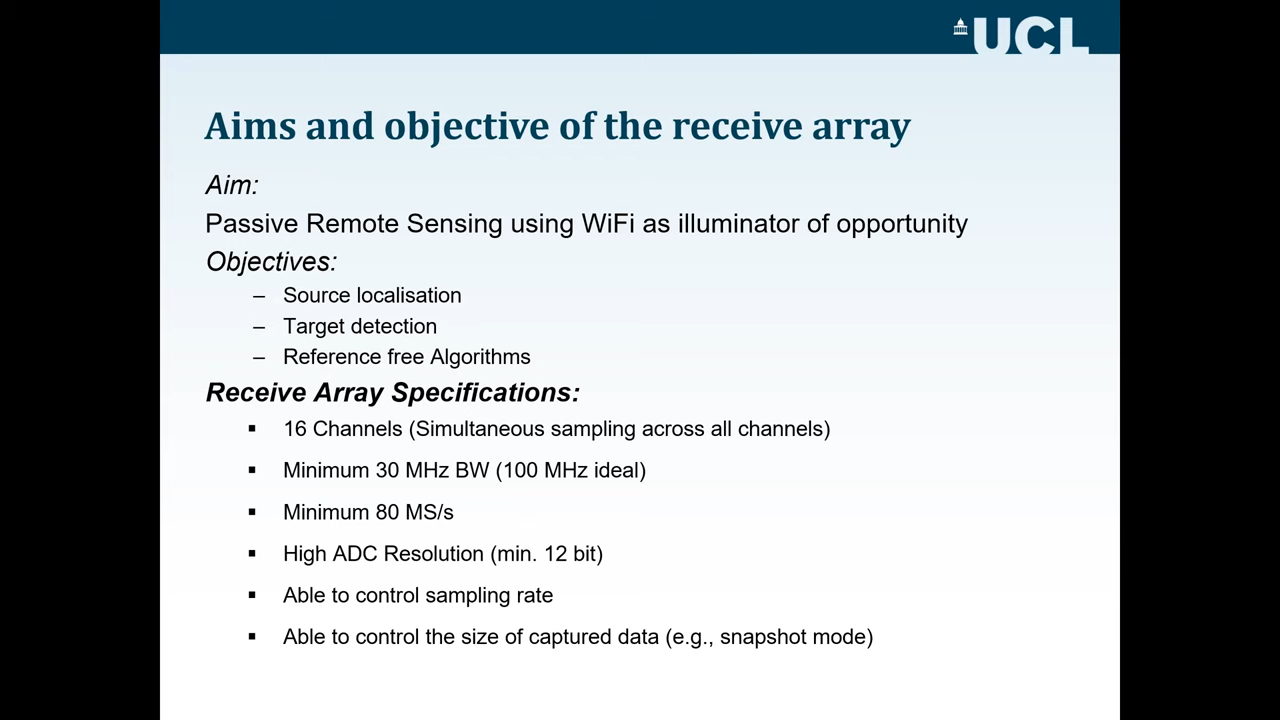 UCL
Aims and objective of the receive array
Aim:
Passive Remote Sensing using WiFi as illuminator of opportunity
Objectives:
– Source localisation
– Target detection
– Reference free Algorithms
Receive Array Specifications:
▪ 16 Channels (Simultaneous sampling across all channels)
▪ Minimum 30 MHz BW (100 MHz ideal)
▪ Minimum 80 MS/s
▪ High ADC Resolution (min. 12 bit)
▪ Able to control sampling rate
▪ Able to control the size of captured data (e.g., snapshot mode)